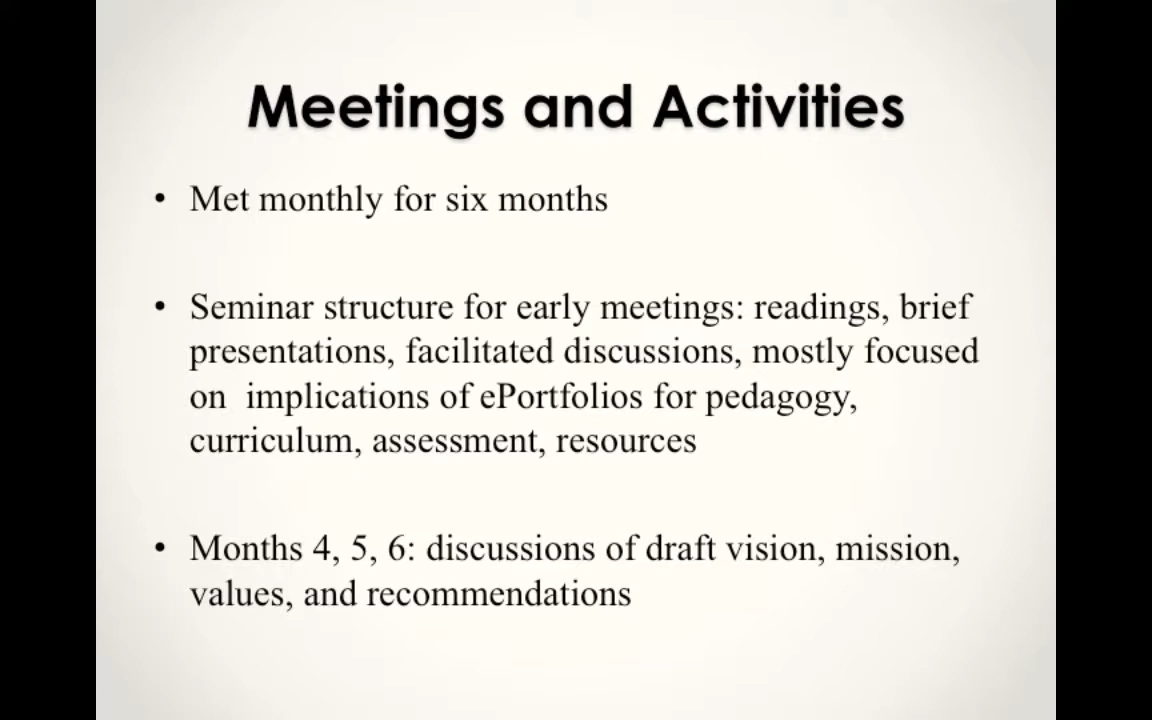 Meetings and Activities
• Met monthly for six months
• Seminar structure for early meetings: readings, brief
presentations, facilitated discussions, mostly focused
on  implications of ePortfolios for pedagogy,
curriculum, assessment, resources
• Months 4, 5, 6: discussions of draft vision, mission,
values, and recommendations